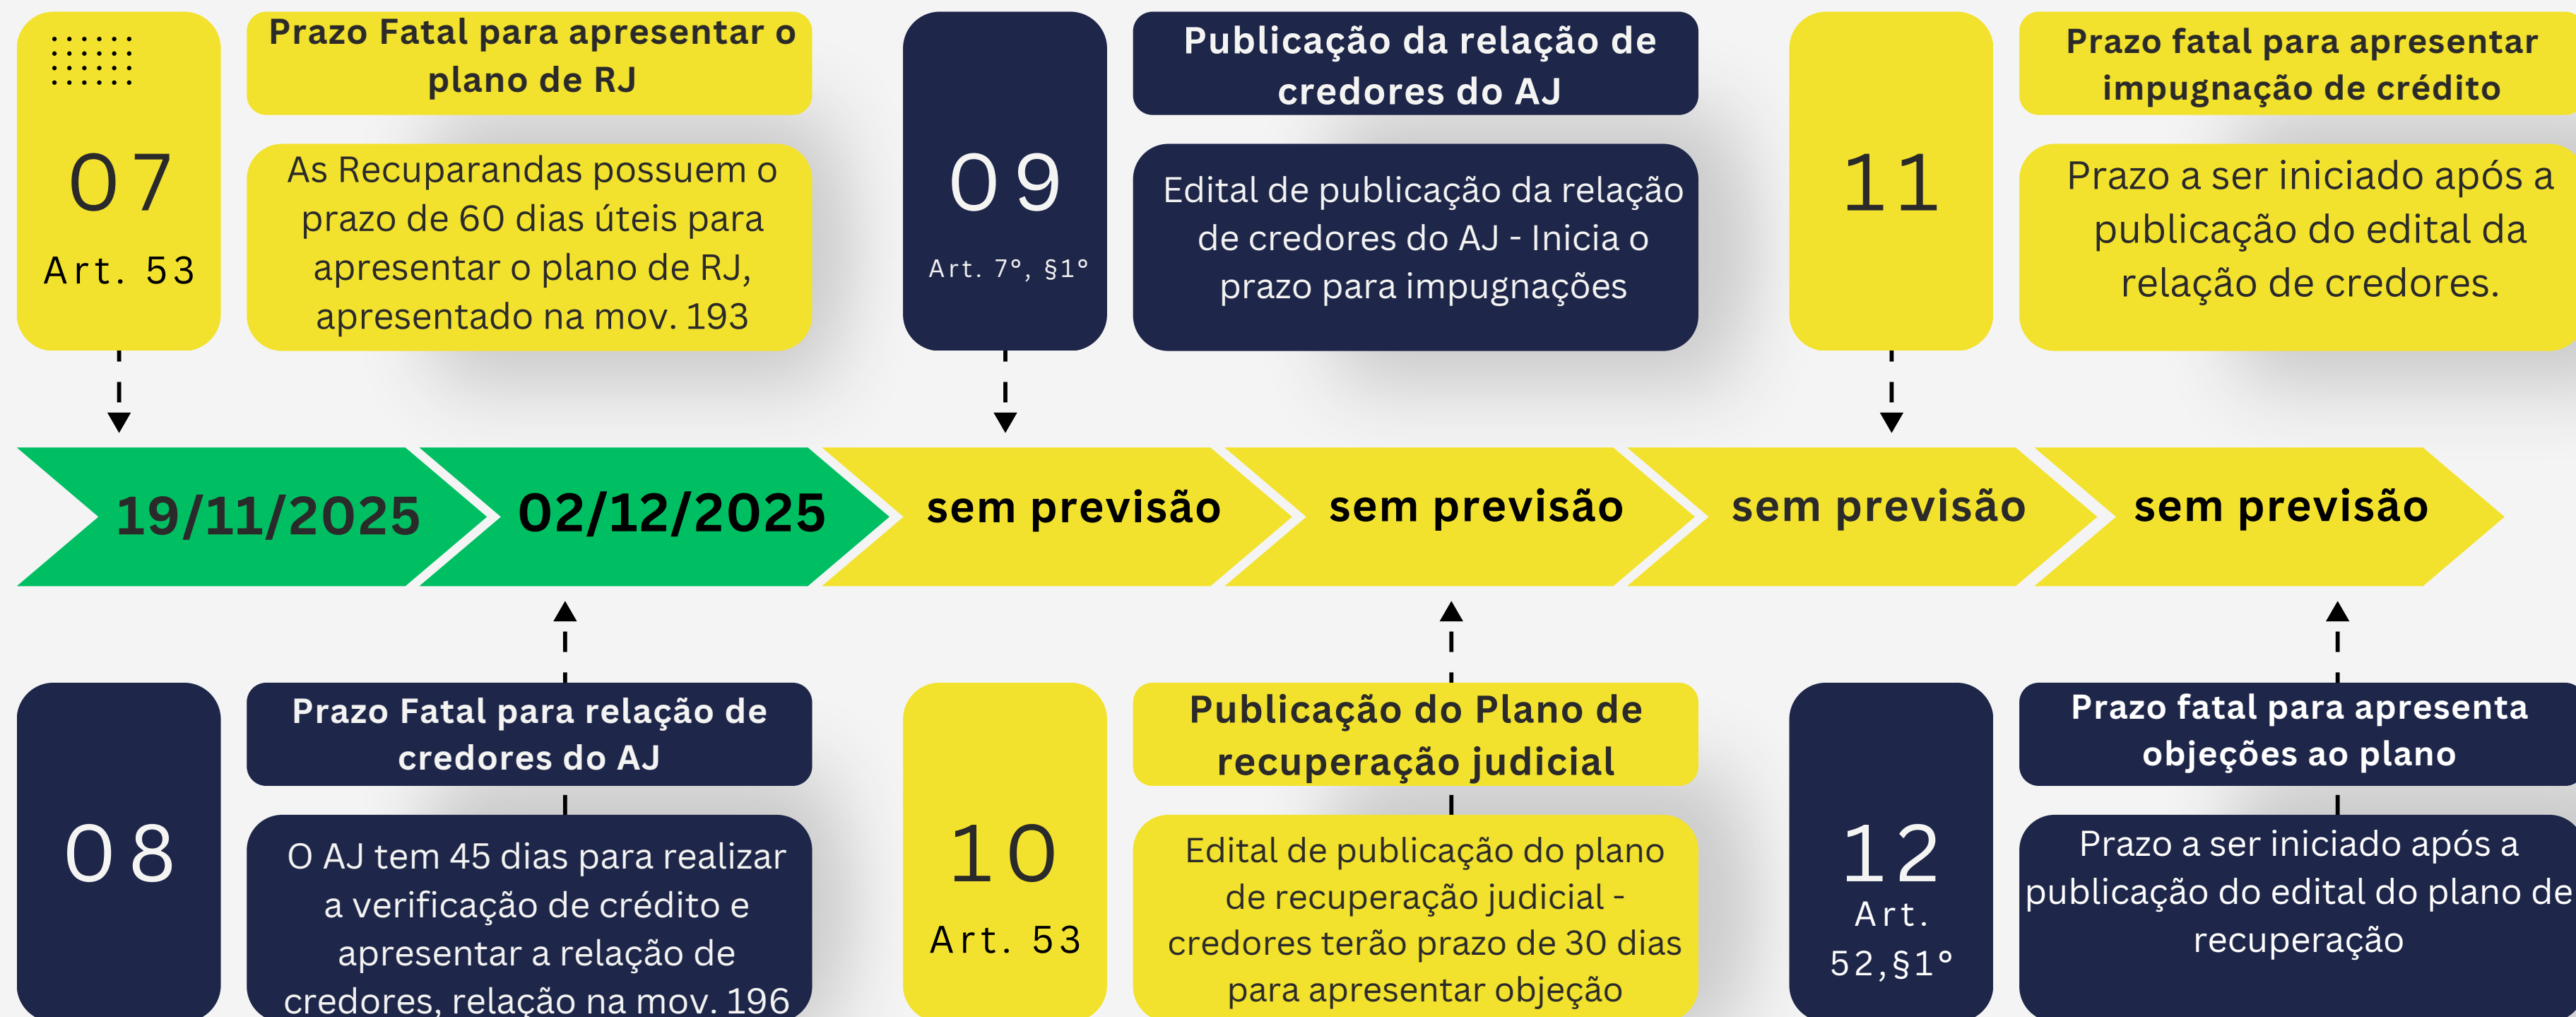 Prazo Fatal para apresentar o
plano de RJ
07
Art. 53
As Recuparandas possuem o
prazo de 60 dias úteis para
apresentar o plano de RJ,
apresentado na mov. 193
Publicação da relação de
credores do AJ
09
Art. 7º, §1º
Edital de publicação da relação
de credores do AJ - Inicia o
prazo para impugnações
Prazo fatal para apresentar
impugnação de crédito
11
Prazo a ser iniciado após a
publicação do edital da
relação de credores.
19/11/2025
02/12/2025
sem previsão
sem previsão
sem previsão
sem previsão
Prazo Fatal para relação de
credores do AJ
08
O AJ tem 45 dias para realizar
a verificação de crédito e
apresentar a relação de
credores, relação na mov. 196
Publicação do Plano de
recuperação judicial
10
Art. 53
Edital de publicação do plano
de recuperação judicial -
credores terão prazo de 30 dias
para apresentar objeção
Prazo fatal para apresenta
objeções ao plano
12
Art.
52,§1º
Prazo a ser iniciado após a
publicação do edital do plano de
recuperação